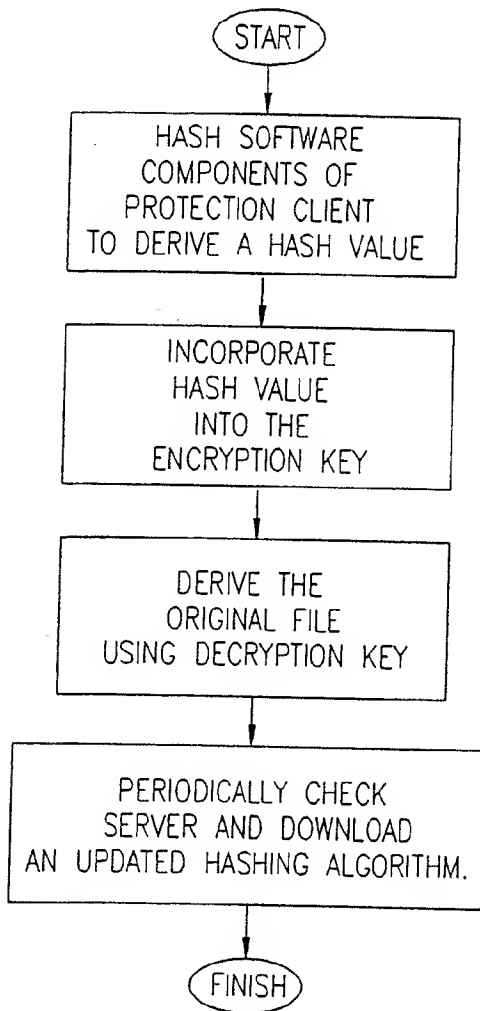 START
HASH SOFTWARE
COMPONENTS OF
PROTECTION CLIENT
TO DERIVE A HASH VALUE
INCORPORATE
HASH VALUE
INTO THE
ENCRYPTION KEY
DERIVE THE
ORIGINAL FILE
USING DECRYPTION KEY
PERIODICALLY CHECK
SERVER AND DOWNLOAD
AN UPDATED HASHING ALGORITHM.
FINISH